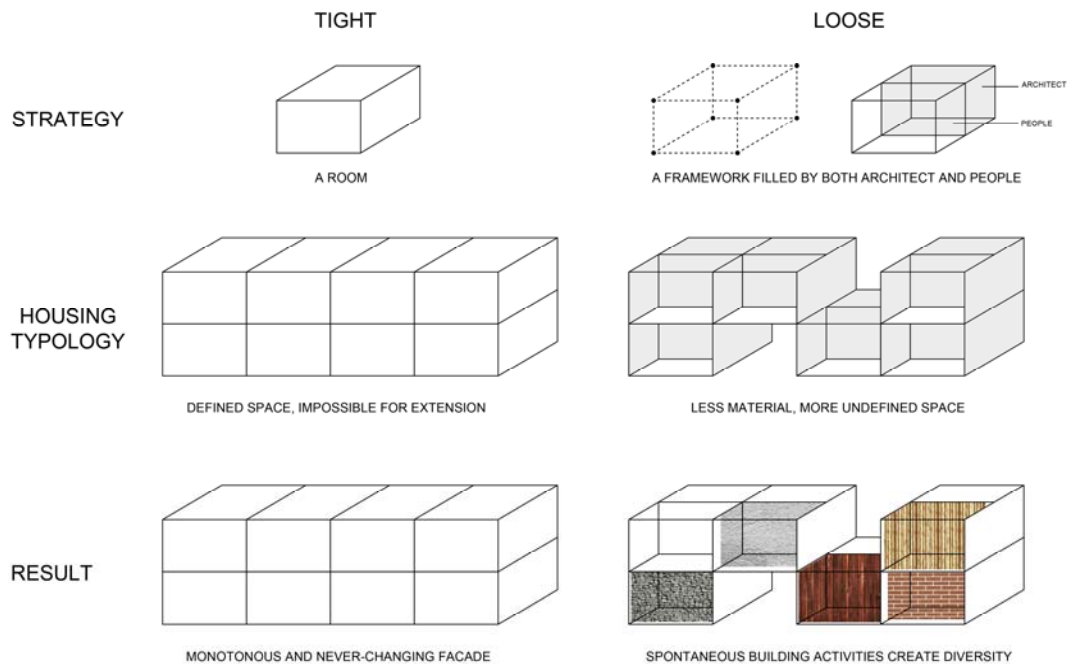 TIGHT
LOOSE
STRATEGY
ARCHITECT
PEOPLE
A ROOM
A FRAMEWORK FILLED BY BOTH ARCHITECT AND PEOPLE
HOUSING
TYPOLOGY
DEFINED SPACE, IMPOSSIBLE FOR EXTENSION
LESS MATERIAL, MORE UNDEFINED SPACE
RESULT
MONOTONOUS AND NEVER-CHANGING FACADE
SPONTANEOUS BUILDING ACTIVITIES CREATE DIVERSITY